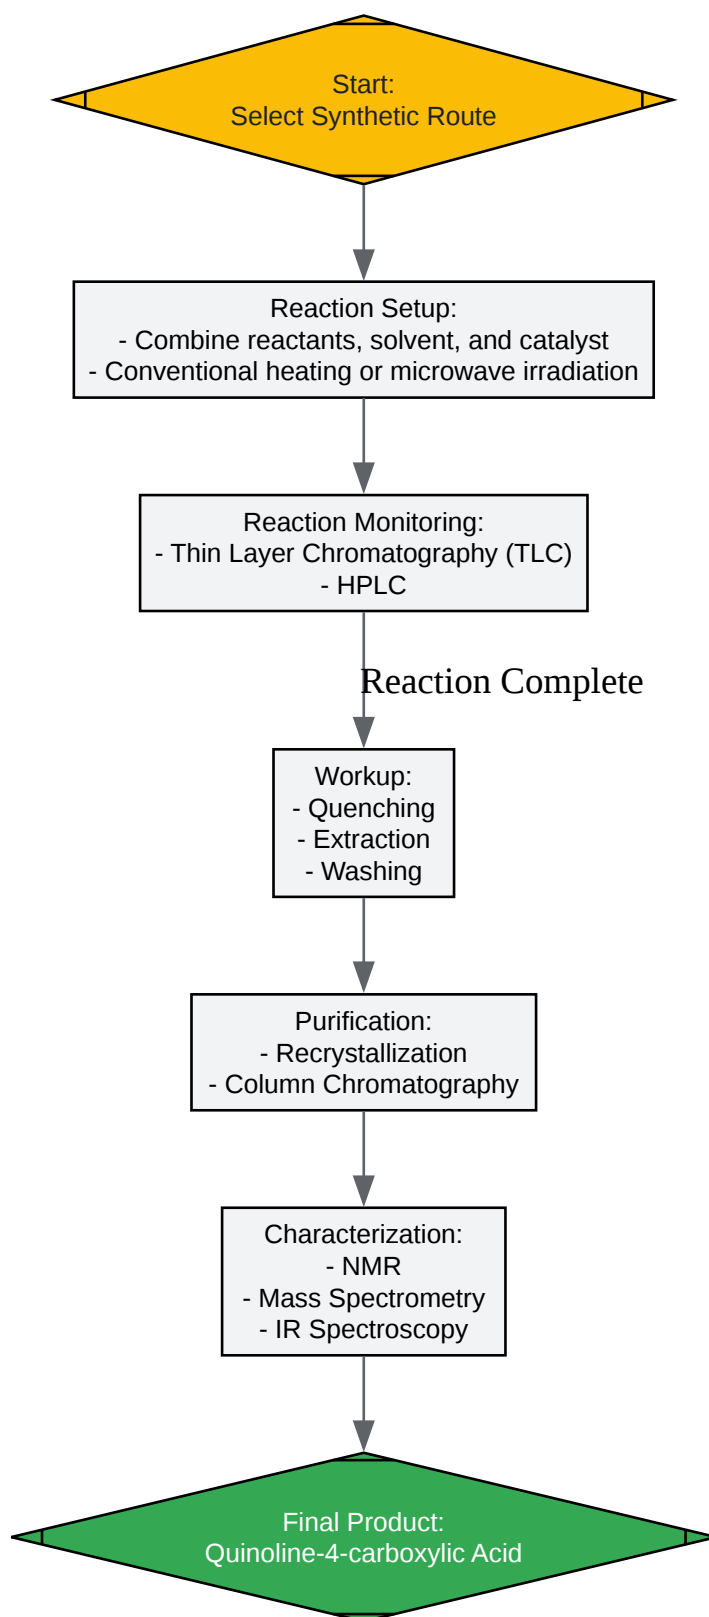 Start:
Select Synthetic Route
Reaction Setup:
- Combine reactants, solvent, and catalyst
- Conventional heating or microwave irradiation
Reaction Monitoring:
- Thin Layer Chromatography (TLC)
- HPLC
Reaction Complete
Workup:
- Quenching
- Extraction
- Washing
Purification:
- Recrystallization
- Column Chromatography
Characterization:
- NMR
- Mass Spectrometry
- IR Spectroscopy
Final Product:
Quinoline-4-carboxylic Acid